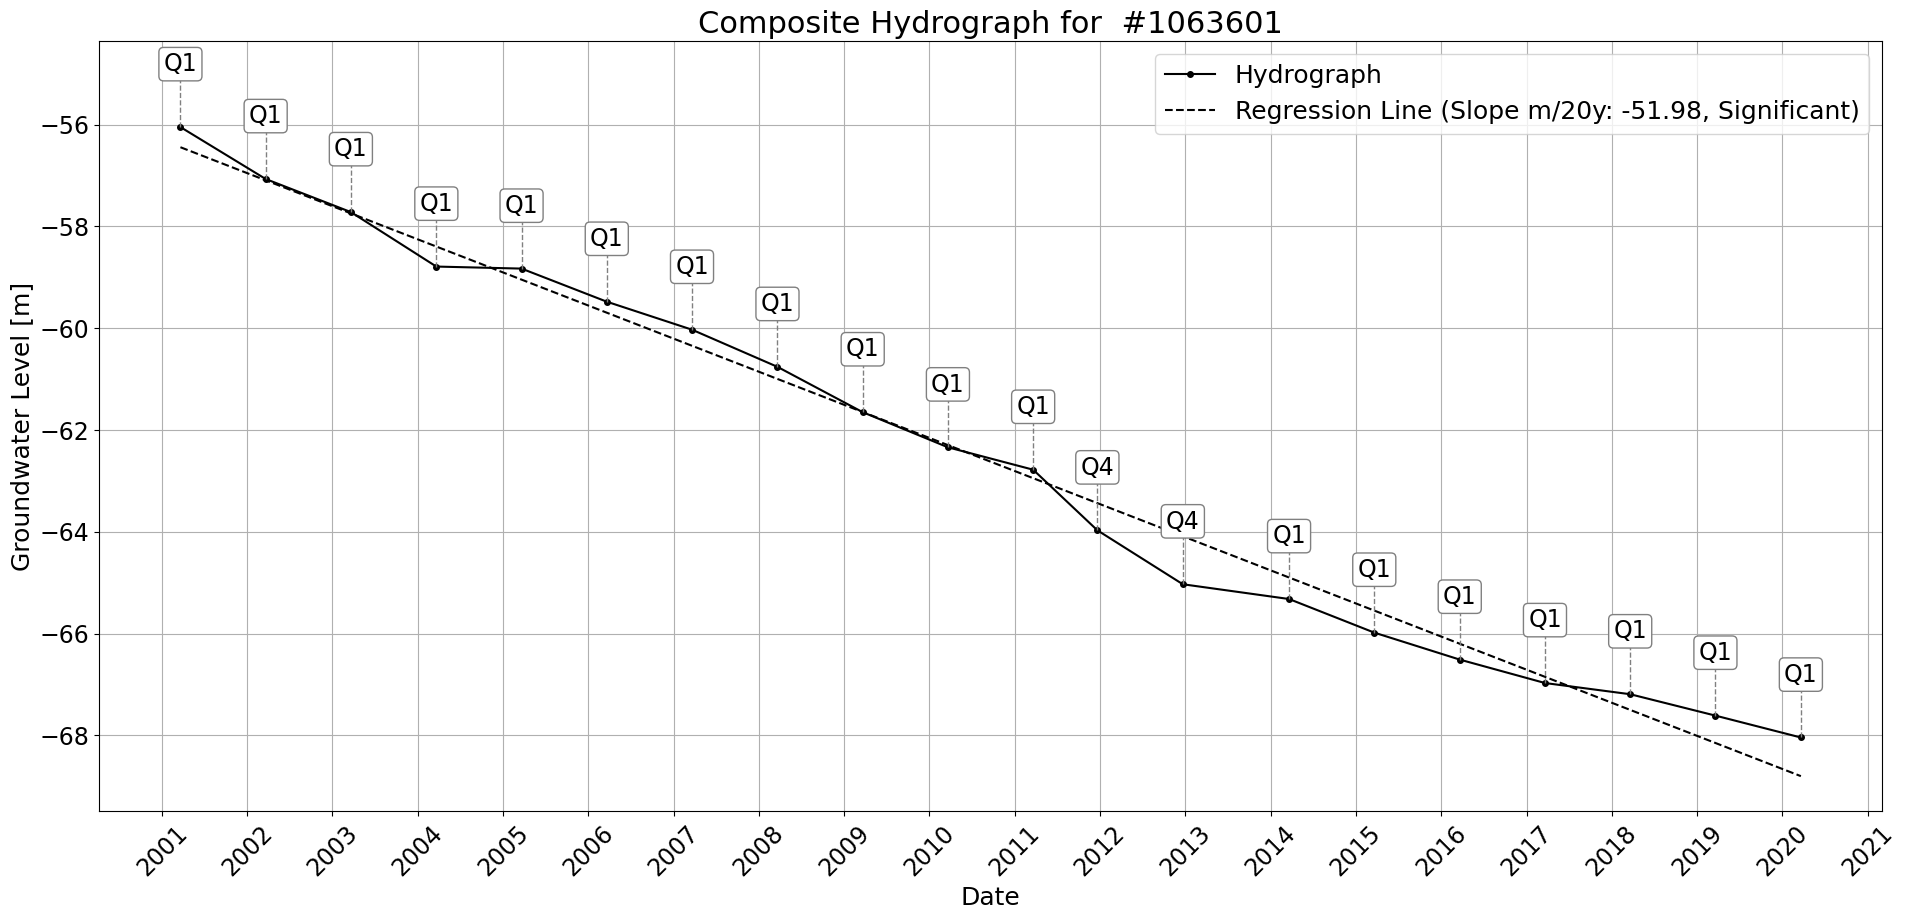 Composite Hydrograph for  #1063601
Hydrograph
Regression Line (Slope m/20y: -51.98, Significant)
Q1
Q1
Q1
Q1
Q1
Q1
Q1
Q1
Q1
Q1
Q1
Q4
Q4
Q1
Q1
Q1
Q1
Q1
Q1
Q1
Groundwater Level [m]
−56
−58
−60
−62
−64
−66
−68
2001
2002
2003
2004
2005
2006
2007
2008
2009
2010
2011
2012
2013
2014
2015
2016
2017
2018
2019
2020
2021
Date